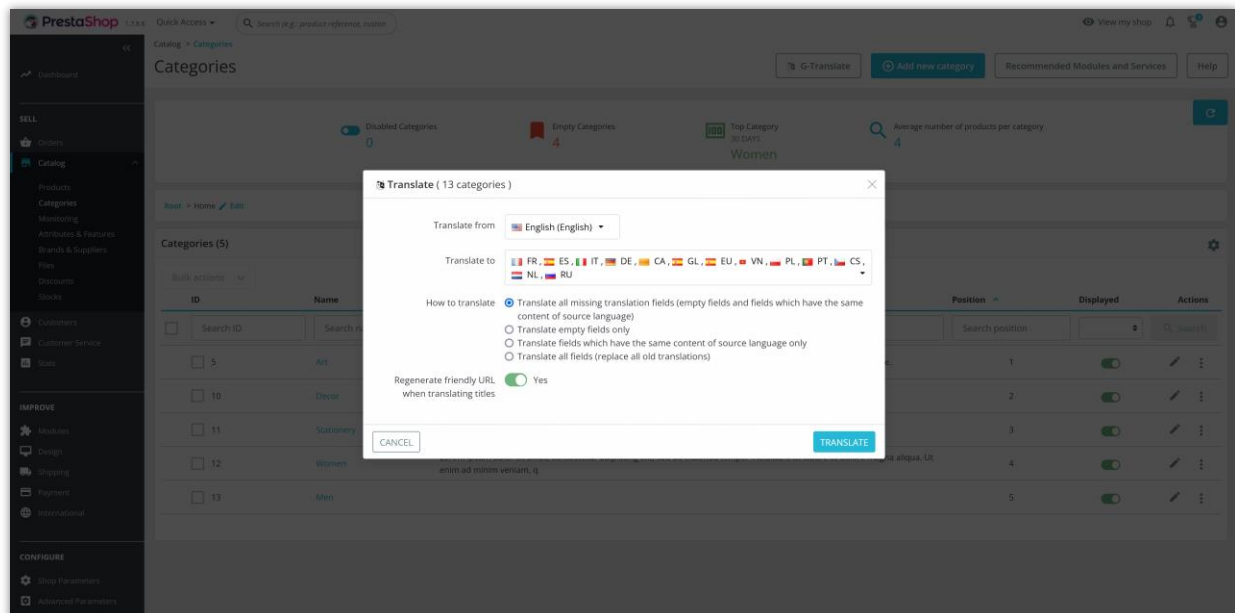 PrestaShop 1.7.8.8 Quick Access Search (e.g.: product reference, custom View my shop
Catalog > Categories
Categories
G-Translate Add new category Recommended Modules and Services Help
Dashboard
SELL
Orders
Catalog
Products
Categories
Monitoring
Attributes & Features
Brands & Suppliers
Files
Discounts
Stocks
Customers
Customer Service
Stats
IMPROVE
Modules
Design
Shipping
Payment
International
CONFIGURE
Shop Parameters
Advanced Parameters
Disabled Categories
0
Empty Categories
4
Top Category
30 DAYS
Women
Average number of products per category
4
Root > Home Edit
Categories (5)
Bulk actions
ID Name Position Displayed Actions
Search ID Search na Search position Search
5 Art 1
10 Decor 2
11 Stationery 3
12 Women magna aliqua. Ut 4
enim ad minim veniam, q
13 Men 5
Translate ( 13 categories )
Translate from English (English)
Translate to FR , ES , IT , DE , CA , GL , EU , VN , PL , PT , CS ,
NL , RU
How to translate Translate all missing translation fields (empty fields and fields which have the same
content of source language)
Translate empty fields only
Translate fields which have the same content of source language only
Translate all fields (replace all old translations)
Regenerate friendly URL Yes
when translating titles
CANCEL TRANSLATE